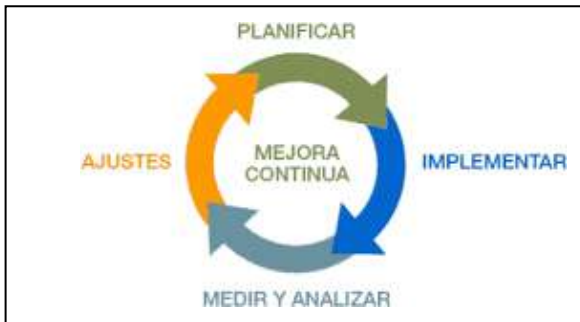 PLANIFICAR
AJUSTES
MEJORA
CONTINUA
IMPLEMENTAR
MEDIR Y ANALIZAR